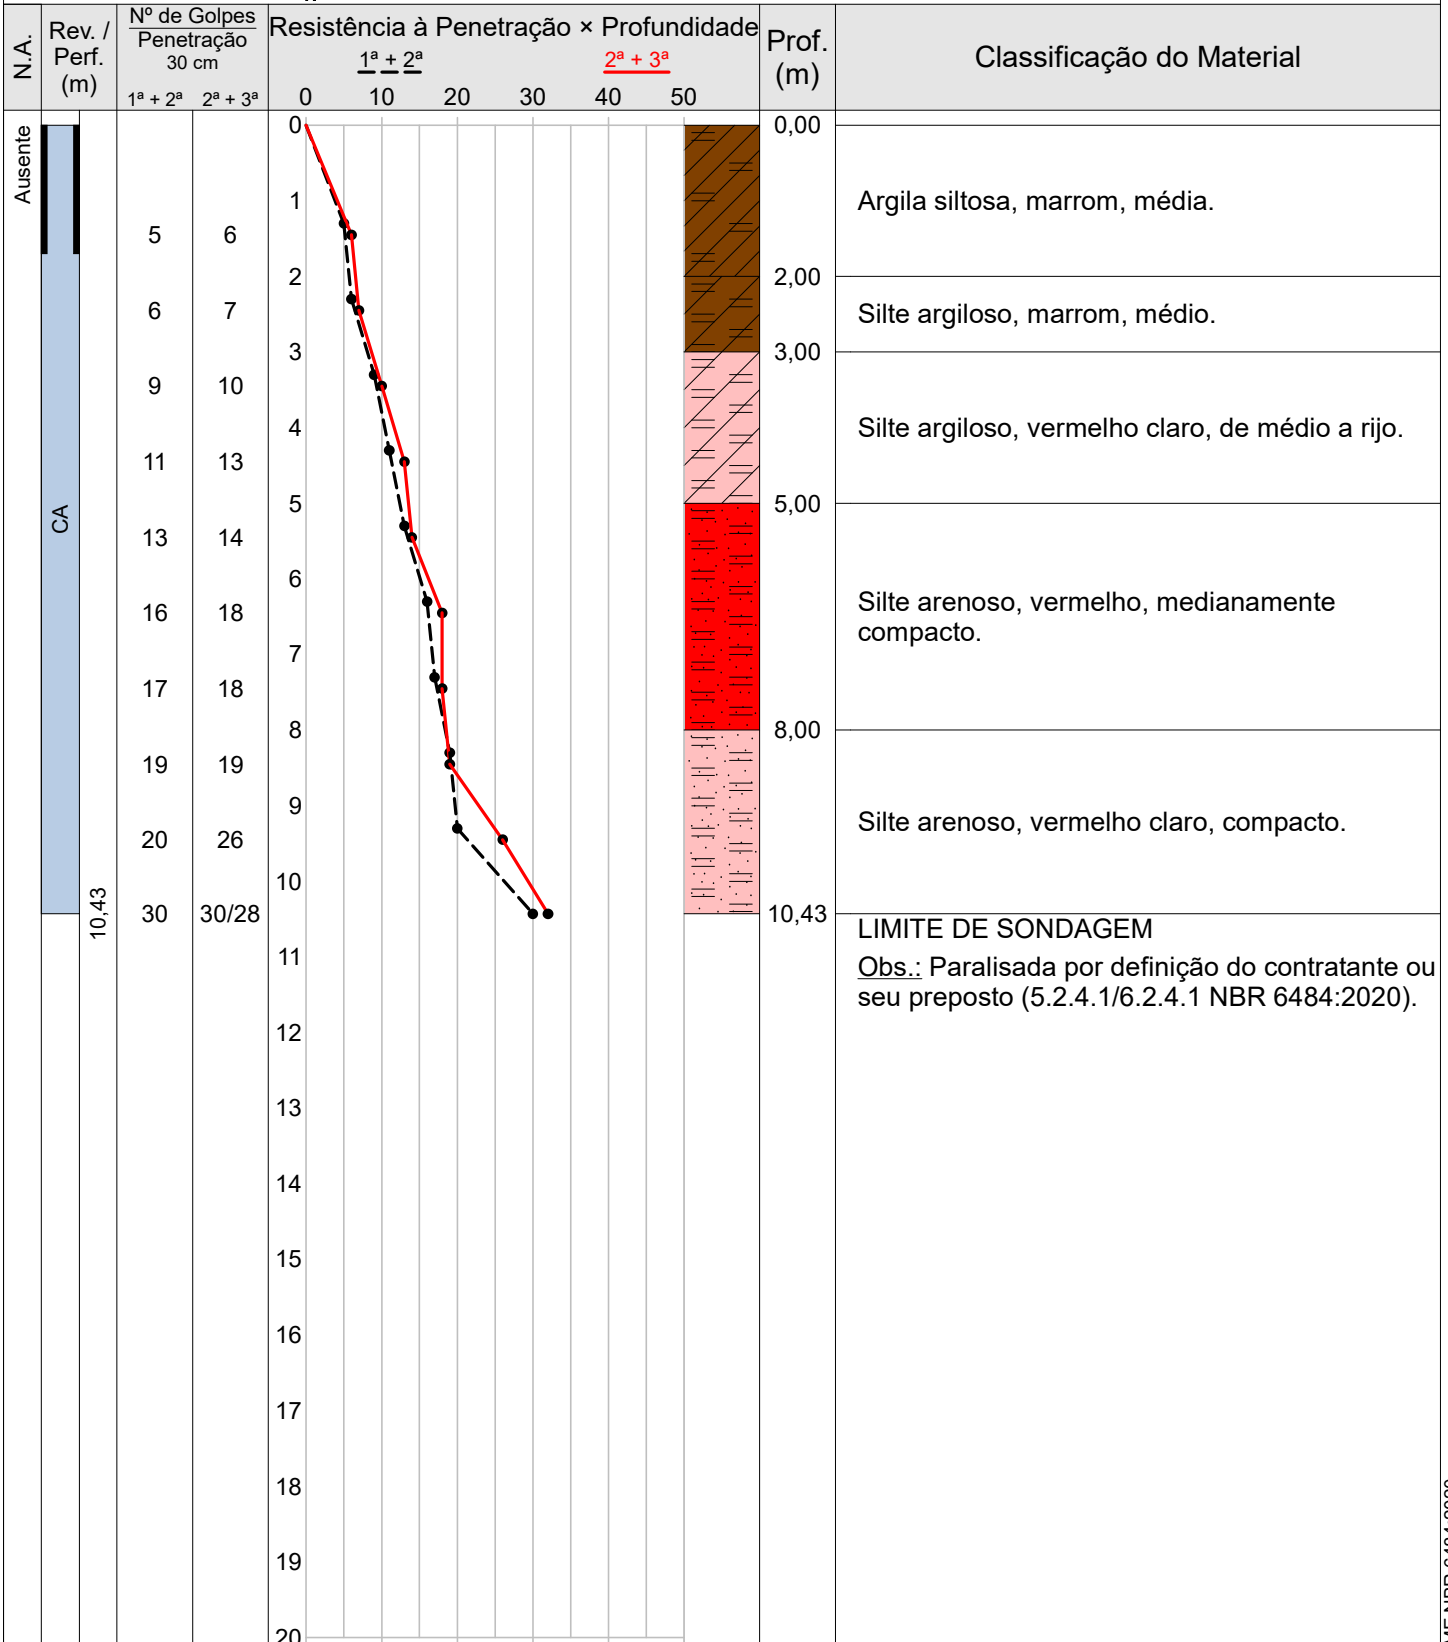 N.A.
Rev. /
Perf.
(m)
Nº de Golpes
Penetração
30 cm
1ª + 2ª 2ª + 3ª
Resistência à Penetração × Profundidade
1ª + 2ª 2ª + 3ª
0 10 20 30 40 50
Prof.
(m)
Classificação do Material
Ausente
0 0,00
1 Argila siltosa, marrom, média.
5 6
2 2,00
6 7 Silte argiloso, marrom, médio.
3 3,00
9 10
4 Silte argiloso, vermelho claro, de médio a rijo.
11 13
5 5,00
CA
13 14
6 Silte arenoso, vermelho, medianamente
compacto.
16 18
7
17 18
8 8,00
19 19
9 Silte arenoso, vermelho claro, compacto.
20 26
10
10,43 30 30/28 10,43
LIMITE DE SONDAGEM
11 Obs.: Paralisada por definição do contratante ou
seu preposto (5.2.4.1/6.2.4.1 NBR 6484:2020).
12
13
14
15
16
17
18
19
20